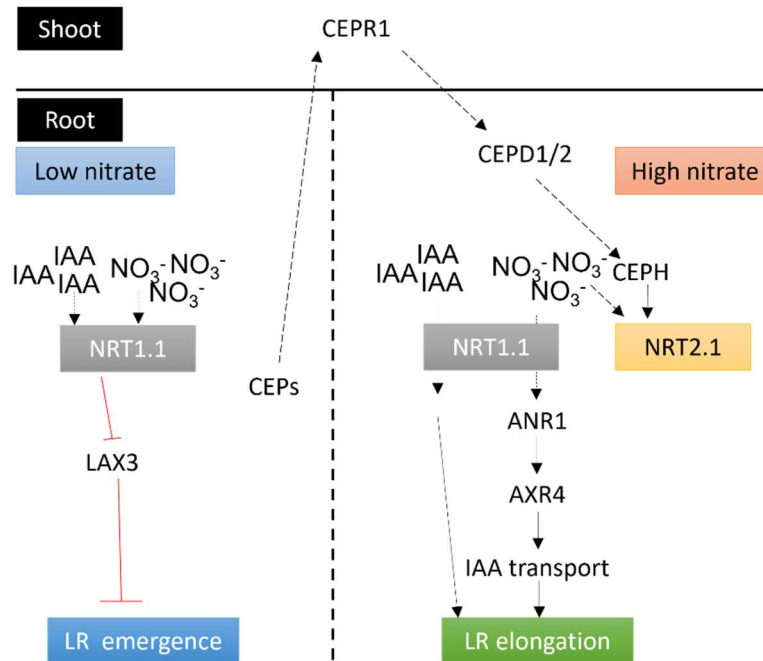 Shoot
CEPR1
Root
Low nitrate
CEPD1/2
High nitrate
IAA IAA IAA
NO₃⁻ NO₃⁻ NO₃⁻
NRT1.1
CEPs
LAX3
LR emergence
IAA IAA IAA
NO₃⁻ NO₃⁻ NO₃⁻
CEPH
NRT1.1
NRT2.1
ANR1
AXR4
IAA transport
LR elongation